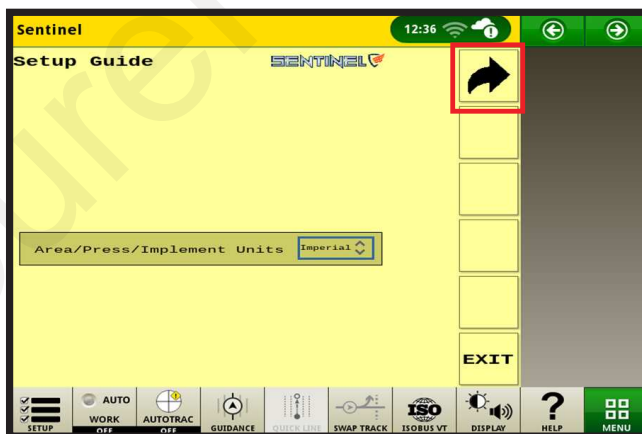 Sentinel
12:36
Setup Guide
SENTINEL
Area/Press/Implement Units Imperial
EXIT
SETUP
AUTO
WORK
OFF
AUTOTRAC
OFF
GUIDANCE
QUICK LINE
SWAP TRACK
ISO
ISOBUS VT
DISPLAY
?
HELP
MENU